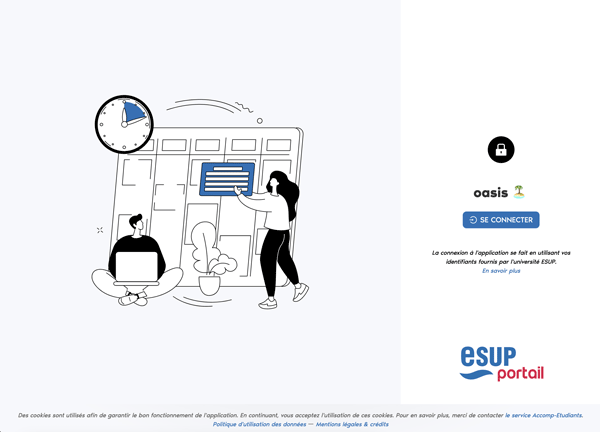 oasis
SE CONNECTER
La connexion à l'application se fait en utilisant vos
identifiants fournis par l'université ESUP.
En savoir plus
esup
portail
Des cookies sont utilisés afin de garantir le bon fonctionnement de l'application. En continuant, vous acceptez l'utilisation de ces cookies. Pour en savoir plus, merci de contacter le service Accomp-Etudiants.
Politique d'utilisation des données — Mentions légales & crédits